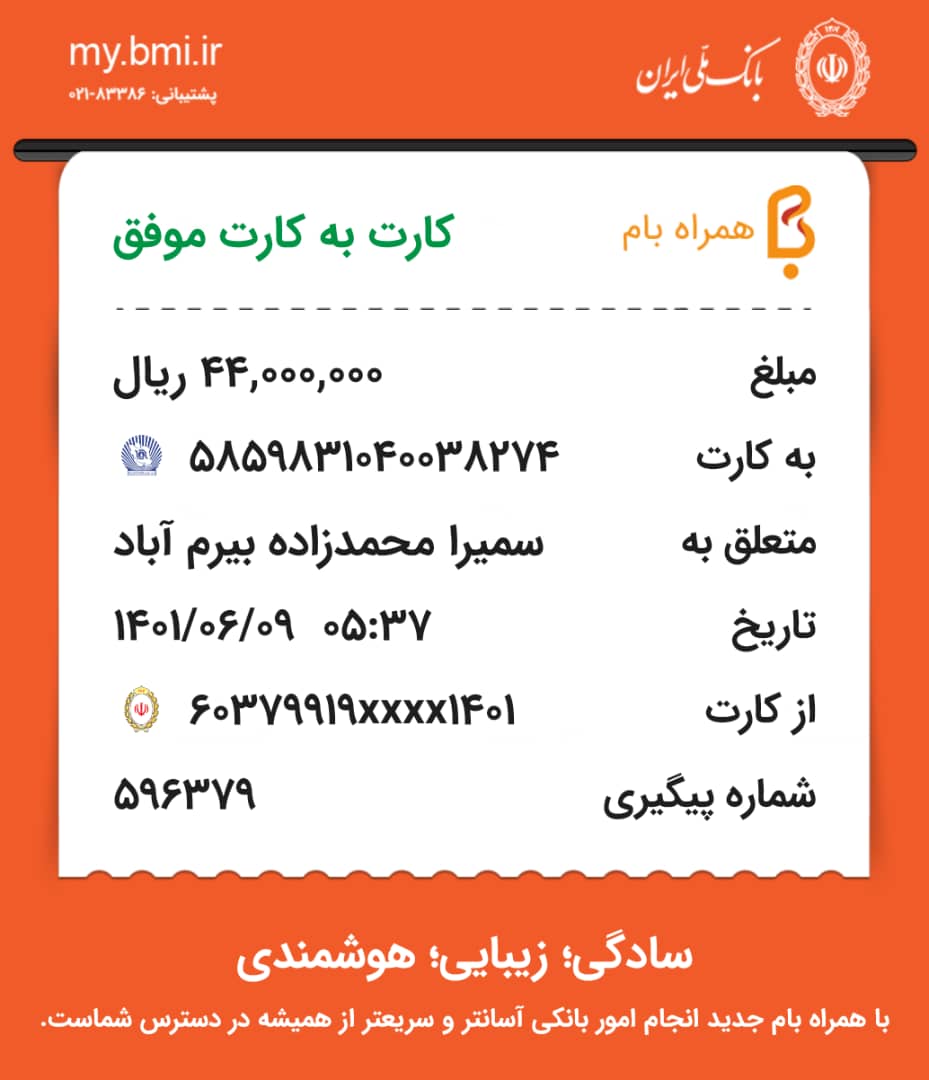 my.bmi.ir
پشتیبانی: ۸۳۳۸۶-۰۲۱
بانک ملّی ایران
همراه بام
کارت به کارت موفق
مبلغ ۴۴,۰۰۰,۰۰۰ ریال
به کارت ۵۸۵۹۸۳۱۰۴۰۰۳۸۲۷۴
متعلق به سمیرا محمدزاده بیرم آباد
تاریخ ۰۵:۳۷ ۱۴۰۱/۰۶/۰۹
از کارت ۶۰۳۷۹۹۱۹xxxx۱۴۰۱
شماره پیگیری ۵۹۶۳۷۹
سادگی؛ زیبایی؛ هوشمندی
با همراه بام جدید انجام امور بانکی آسانتر و سریعتر از همیشه در دسترس شماست.